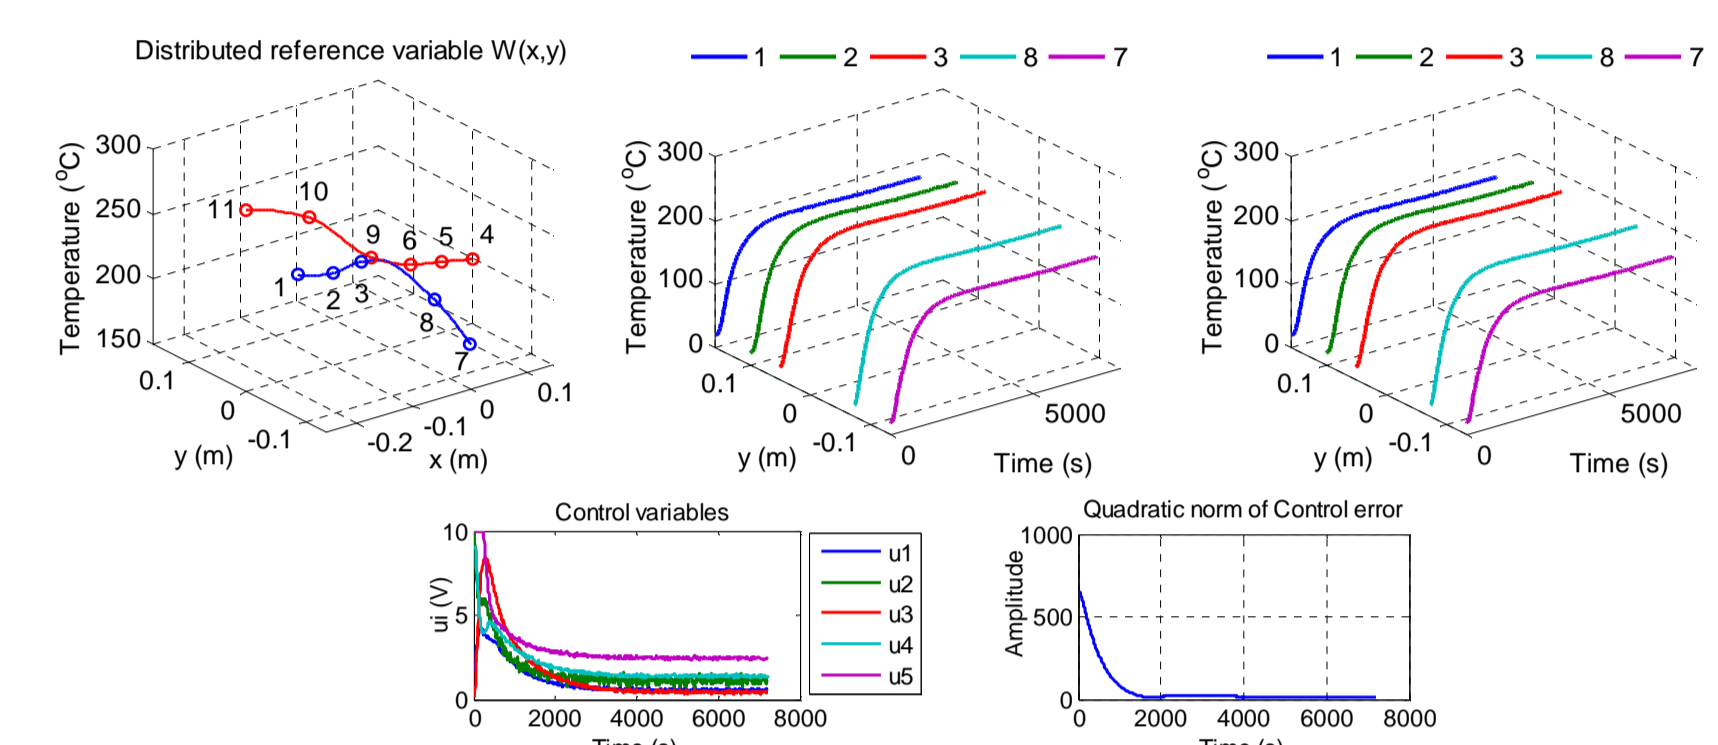 Distributed reference variable W(x,y)
Temperature (°C)
300
250
200
150
11
10
9
6
5
4
1
2
3
8
7
0.1
0
-0.1
y (m)
-0.2
-0.1
0
0.1
x (m)
1 2 3 8 7
Temperature (°C)
300
200
100
0
0.1
0
-0.1
y (m)
0
5000
Time (s)
1 2 3 8 7
Temperature (°C)
300
200
100
0
0.1
0
-0.1
y (m)
0
5000
Time (s)
Control variables
ui (V)
10
5
0
0 2000 4000 6000 8000
Time (s)
u1
u2
u3
u4
u5
Quadratic norm of Control error
Amplitude
1000
500
0
0 2000 4000 6000 8000
Time (s)